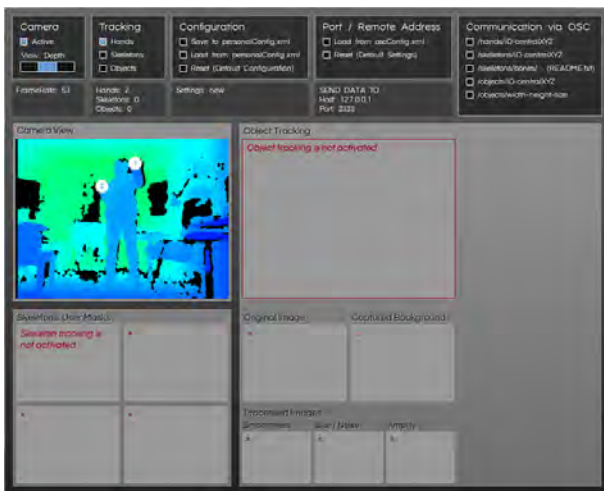 Camera
Active
View: Depth
FrameRate: 53
Tracking
Hands
Skeletons
Objects
Hands: 2
Skeletons: 0
Objects: 0
Configuration
Save to personalConfig.xml
Load from personalConfig.xml
Reset (Default Configuration)
Settings: new
Port / Remote Address
Load from oscConfig.xml
Reset (Default Settings)
SEND DATA TO
Host: 127.0.0.1
Port:
Communication via OSC
/hands/ID-centralXYZ
/skeletons/ID-centralXYZ
/skeletons/bones/ - (README.txt)
/objects/ID-centralXYZ
/objects/width-height-size
Camera View
1
Object Tracking
Object tracking is not activated
Skeletons User Masks
Skeleton tracking is
not activated
Original Image
Captured Background
Processed Images
Blur / Noise
Amplify